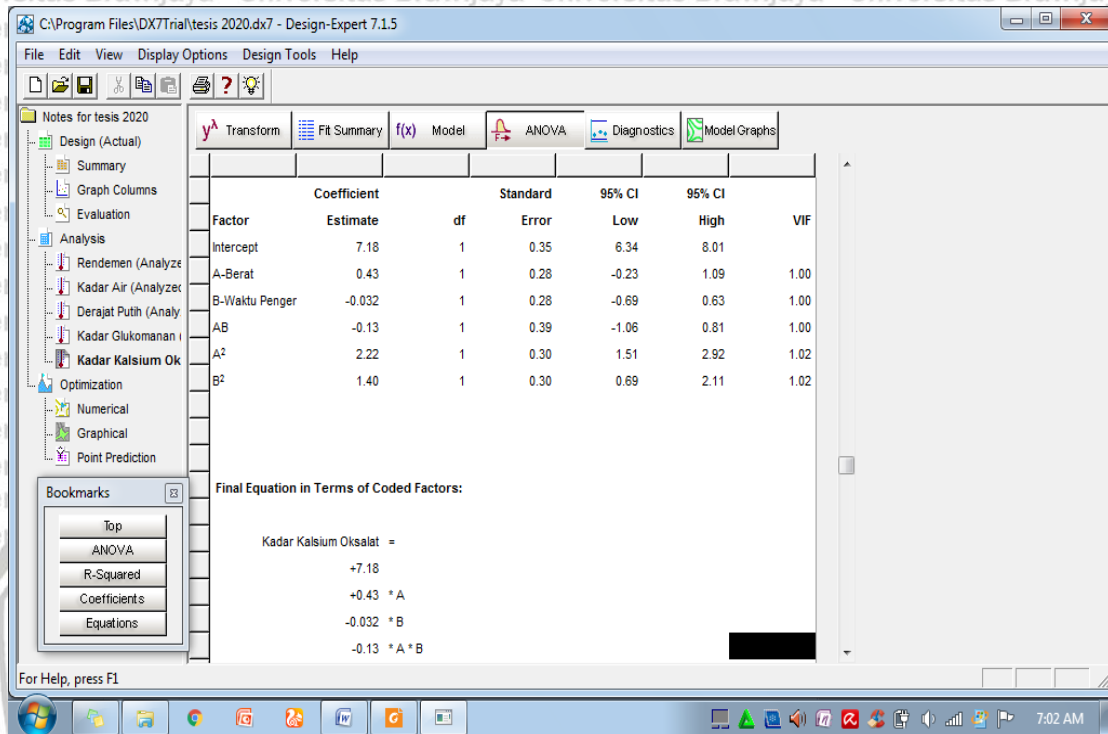 C:\Program Files\DX7Trial\tesis 2020.dx7 - Design-Expert 7.1.5
File Edit View Display Options Design Tools Help
Notes for tesis 2020
Design (Actual)
Summary
Graph Columns
Evaluation
Analysis
Rendemen (Analyze
Kadar Air (Analyzed
Derajat Putih (Analy
Kadar Glukomanan (
Kadar Kalsium Ok
Optimization
Numerical
Graphical
Point Prediction
Bookmarks
Top
ANOVA
R-Squared
Coefficients
Equations
yλ Transform Fit Summary f(x) Model ANOVA Diagnostics Model Graphs
Coefficient Standard 95% CI 95% CI
Factor Estimate df Error Low High VIF
Intercept 7.18 1 0.35 6.34 8.01
A-Berat 0.43 1 0.28 -0.23 1.09 1.00
B-Waktu Penger -0.032 1 0.28 -0.69 0.63 1.00
AB -0.13 1 0.39 -1.06 0.81 1.00
A² 2.22 1 0.30 1.51 2.92 1.02
B² 1.40 1 0.30 0.69 2.11 1.02
Final Equation in Terms of Coded Factors:
Kadar Kalsium Oksalat =
+7.18
+0.43 * A
-0.032 * B
-0.13 * A * B
For Help, press F1
7:02 AM